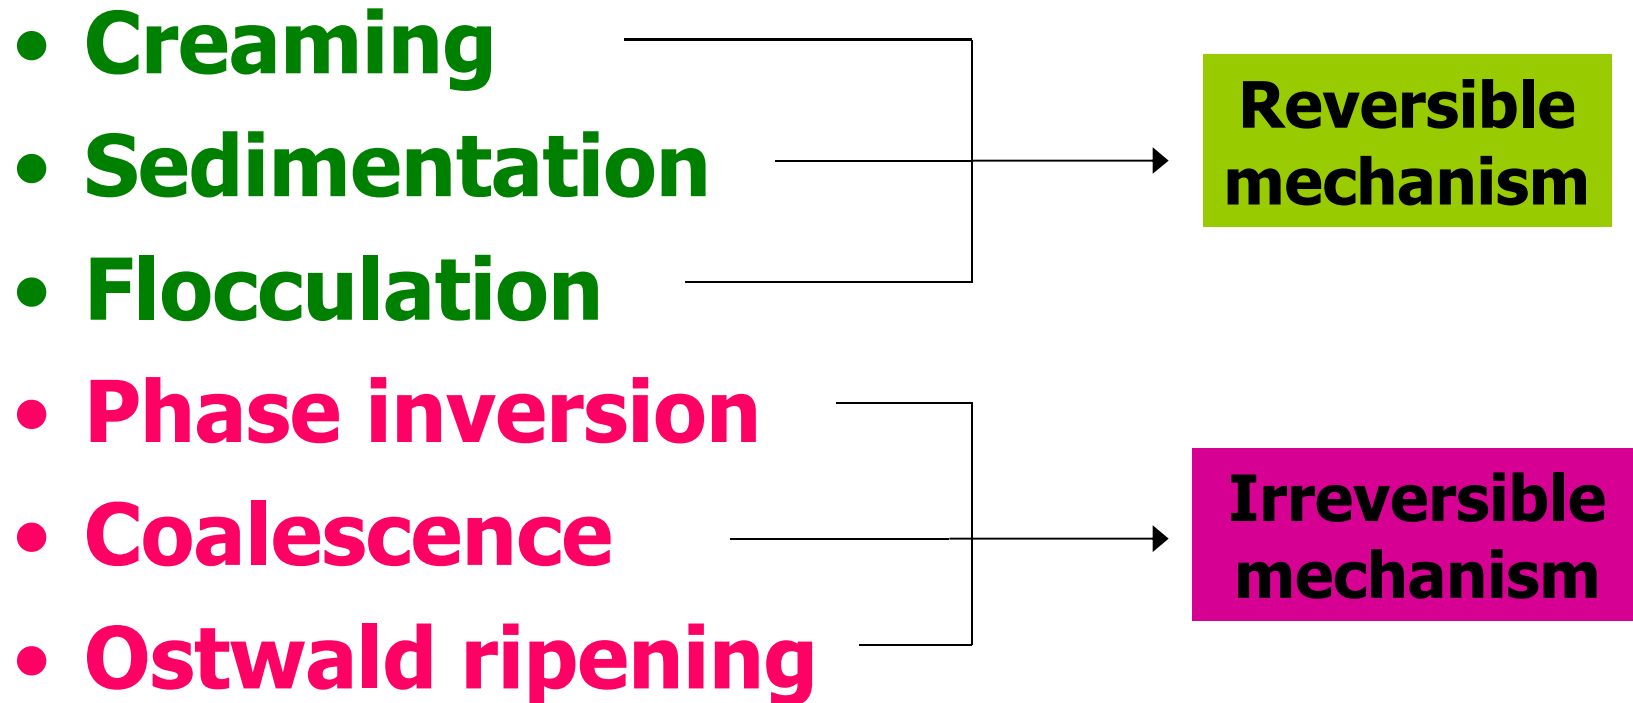 • Creaming
• Sedimentation
• Flocculation
• Phase inversion
• Coalescence
• Ostwald ripening
Reversible
mechanism
Irreversible
mechanism